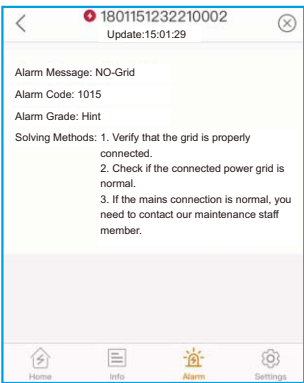 1801151232210002
Update:15:01:29
Alarm Message: NO-Grid
Alarm Code: 1015
Alarm Grade: Hint
Solving Methods: 1. Verify that the grid is properly
connected.
2. Check if the connected power grid is
normal.
3. If the mains connection is normal, you
need to contact our maintenance staff
member.
Home Info Alarm Settings